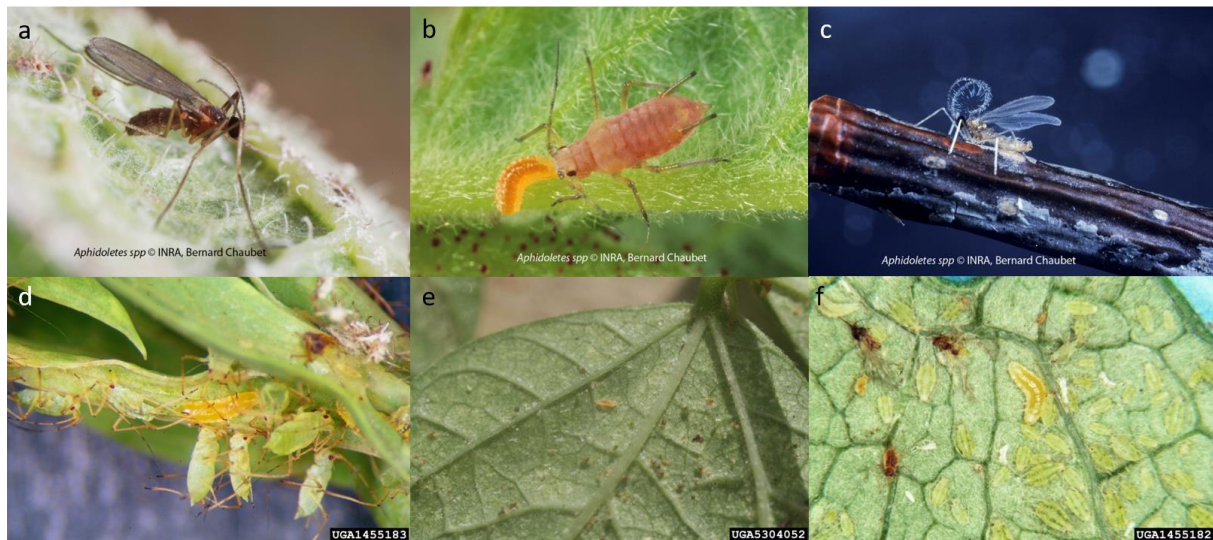 a
b
c
Aphidoletes spp © INRA, Bernard Chaubet
Aphidoletes spp © INRA, Bernard Chaubet
Aphidoletes spp © INRA, Bernard Chaubet
d
e
f
UGA1455183
UGA5304052
UGA1455182